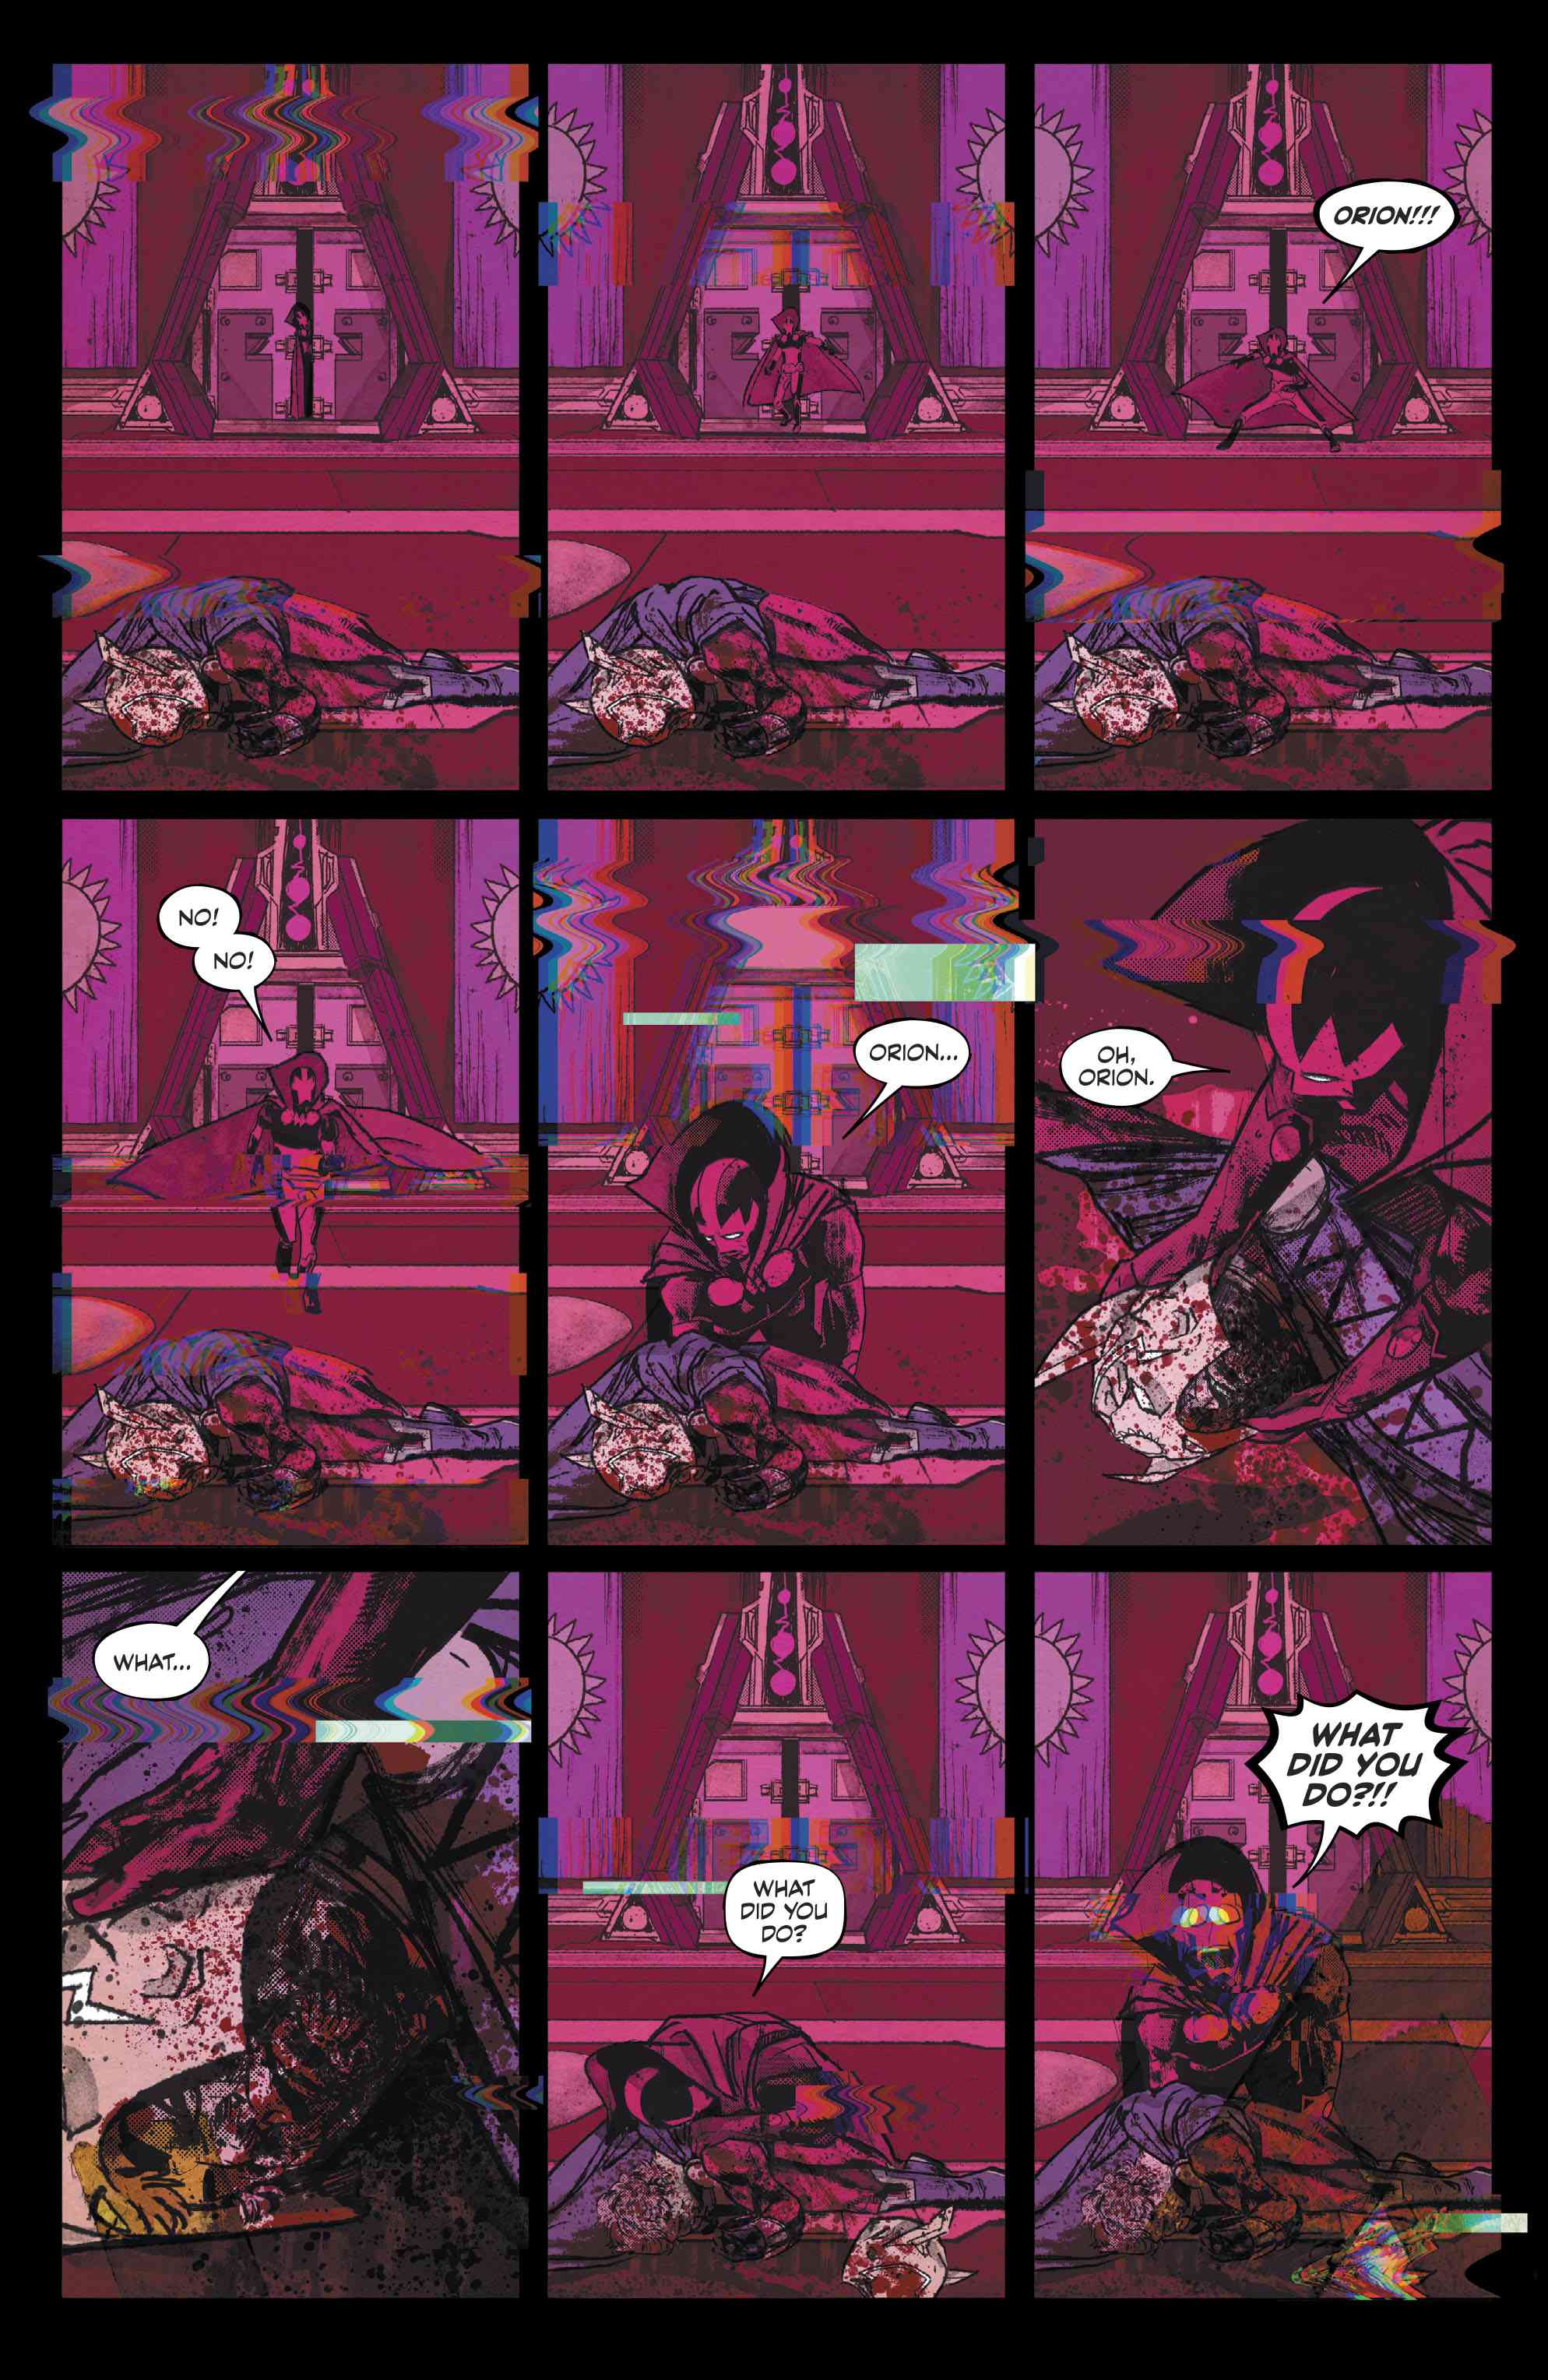 ORION!!!
NO!
NO!
ORION...
OH,
ORION.
WHAT...
WHAT
DID YOU
DO?
WHAT
DID YOU
DO?!!